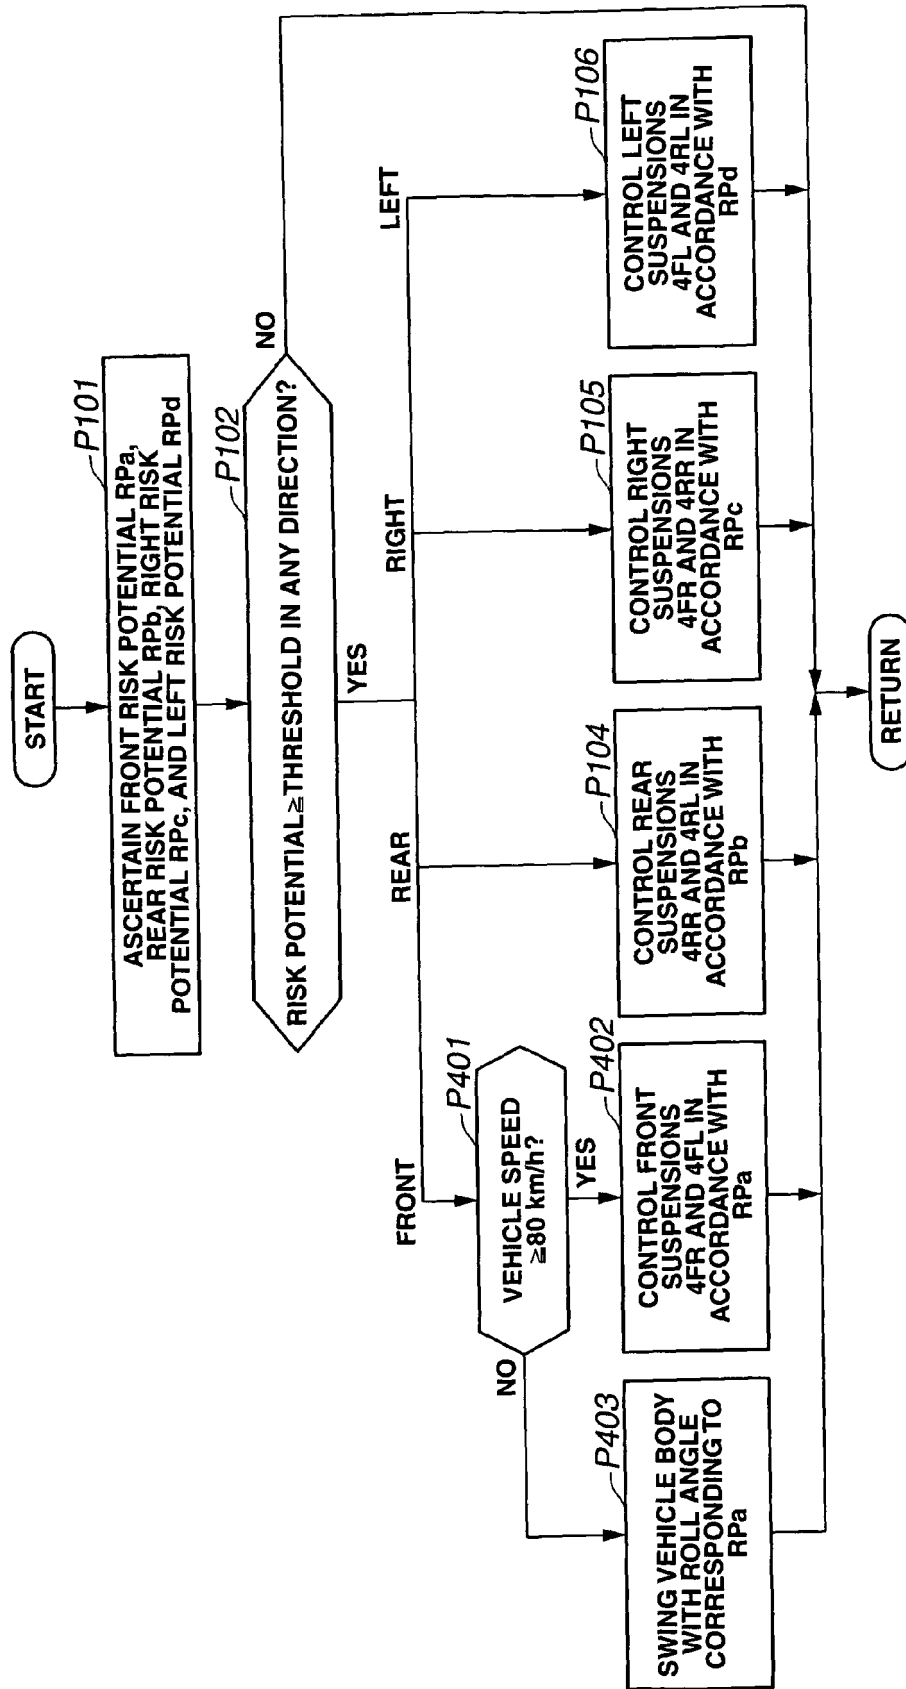 START
P101
ASCERTAIN FRONT RISK POTENTIAL RPa,
REAR RISK POTENTIAL RPb, RIGHT RISK
POTENTIAL RPc, AND LEFT RISK POTENTIAL RPd
P102
RISK POTENTIAL≧THRESHOLD IN ANY DIRECTION?
NO
YES
FRONT
REAR
RIGHT
LEFT
P401
VEHICLE SPEED
≧80 km/h?
NO
YES
P403
SWING VEHICLE BODY
WITH ROLL ANGLE
CORRESPONDING TO
RPa
P402
CONTROL FRONT
SUSPENSIONS
4FR AND 4FL IN
ACCORDANCE WITH
RPa
P104
CONTROL REAR
SUSPENSIONS
4RR AND 4RL IN
ACCORDANCE WITH
RPb
P105
CONTROL RIGHT
SUSPENSIONS
4FR AND 4RR IN
ACCORDANCE WITH
RPc
P106
CONTROL LEFT
SUSPENSIONS
4FL AND 4RL IN
ACCORDANCE WITH
RPd
RETURN